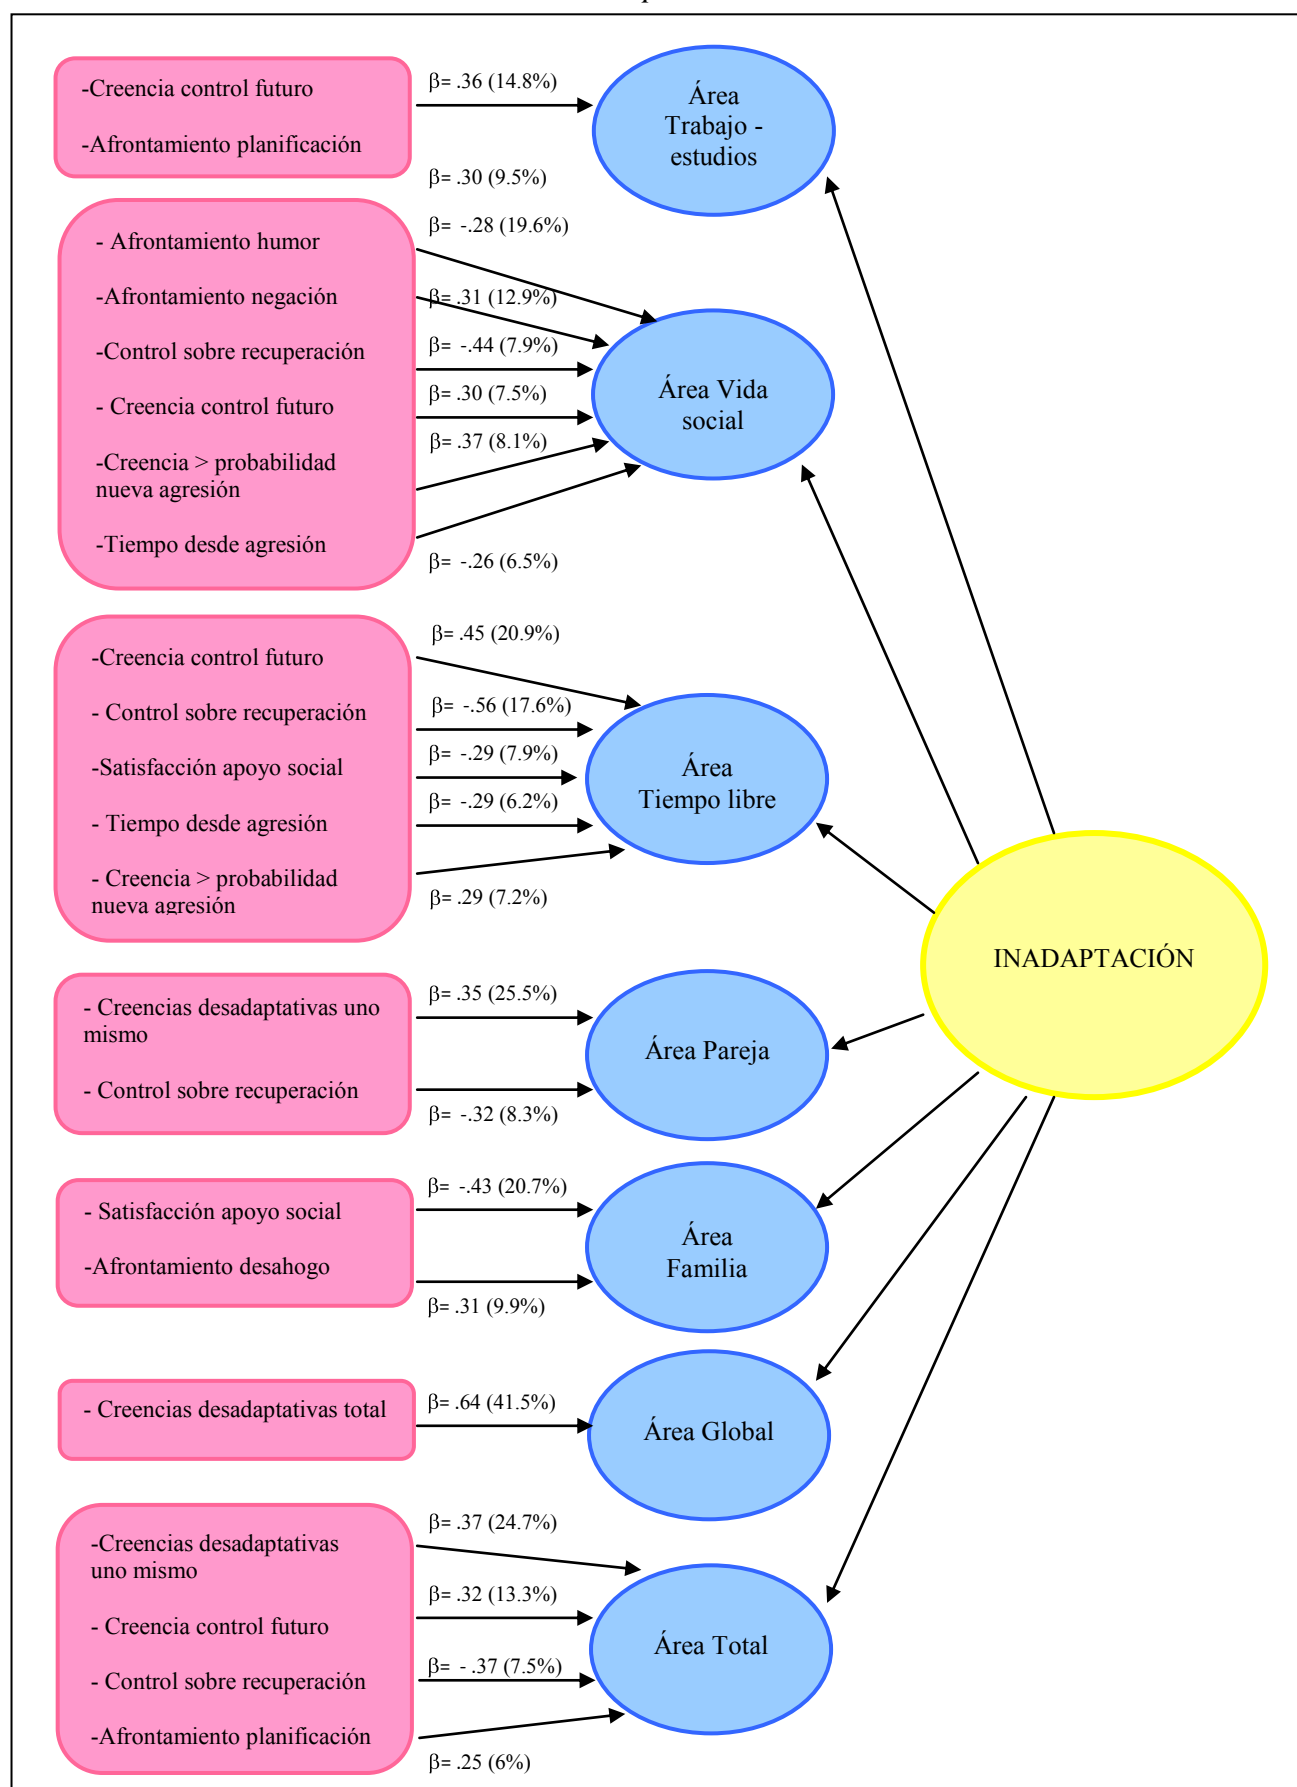 -Creencia control futuro
-Afrontamiento planificación
β= .36 (14.8%)
β= .30 (9.5%)
Área
Trabajo -
estudios
- Afrontamiento humor
-Afrontamiento negación
-Control sobre recuperación
- Creencia control futuro
-Creencia > probabilidad
nueva agresión
-Tiempo desde agresión
β= -.28 (19.6%)
β= .31 (12.9%)
β= -.44 (7.9%)
β= .30 (7.5%)
β= .37 (8.1%)
β= -.26 (6.5%)
Área Vida
social
-Creencia control futuro
- Control sobre recuperación
-Satisfacción apoyo social
- Tiempo desde agresión
- Creencia > probabilidad
nueva agresión
β= .45 (20.9%)
β= -.56 (17.6%)
β= -.29 (7.9%)
β= -.29 (6.2%)
β= .29 (7.2%)
Área
Tiempo libre
INADAPTACIÓN
- Creencias desadaptativas uno
mismo
- Control sobre recuperación
β= .35 (25.5%)
β= -.32 (8.3%)
Área Pareja
- Satisfacción apoyo social
-Afrontamiento desahogo
β= -.43 (20.7%)
β= .31 (9.9%)
Área
Familia
- Creencias desadaptativas total
β= .64 (41.5%)
Área Global
-Creencias desadaptativas
uno mismo
- Creencia control futuro
- Control sobre recuperación
-Afrontamiento planificación
β= .37 (24.7%)
β= .32 (13.3%)
β= - .37 (7.5%)
β= .25 (6%)
Área Total